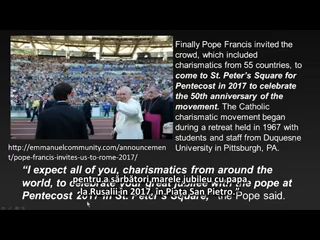 Finally Pope Francis invited the
crowd, which included
charismatics from 55 countries, to
come to St. Peter's Square for
Pentecost in 2017 to celebrate
the 50th anniversary of the
movement. The Catholic
charismatic movement began
during a retreat held in 1967 with
students and staff from Duquesne
University in Pittsburgh, PA.
http://emmanuelcommunity.com/announcemen
t/pope-francis-invites-us-to-rome-2017/
"I expect all of you, charismatics from around
the world, to celebrate your great jubilee with the pope at
Pentecost 2017 in St. Peter's Square," the Pope said.
pentru a sărbători marele jubileu cu papa,
la Rusalii în 2017, în Piața San Pietro."